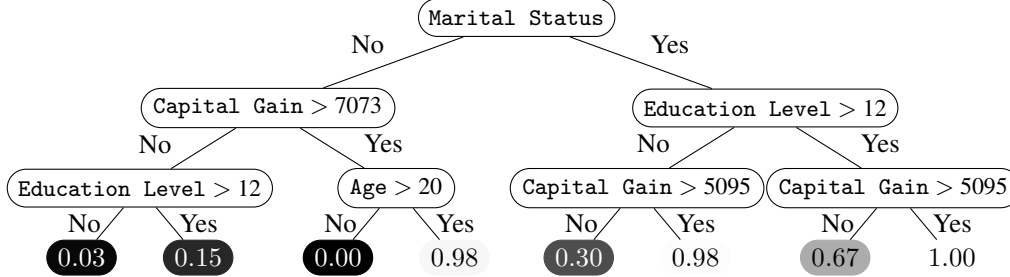 Marital Status
No Yes
Capital Gain > 7073 Education Level > 12
No Yes No Yes
Education Level > 12 Age > 20 Capital Gain > 5095 Capital Gain > 5095
No Yes No Yes No Yes No Yes
0.03 0.15 0.00 0.98 0.30 0.98 0.67 1.00